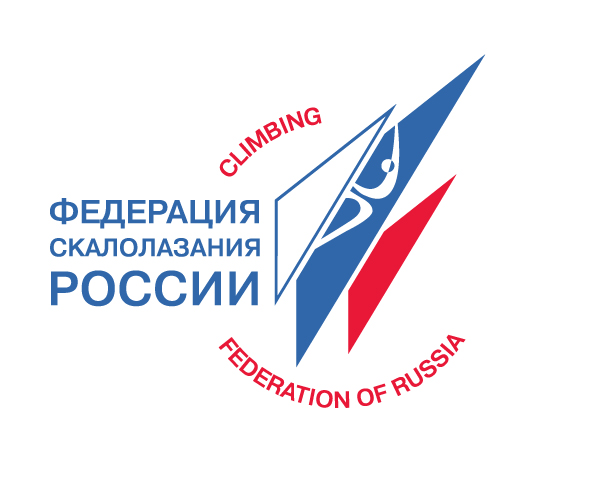 CLIMBING
ФЕДЕРАЦИЯ
СКАЛОЛАЗАНИЯ
РОССИИ
FEDERATION OF RUSSIA